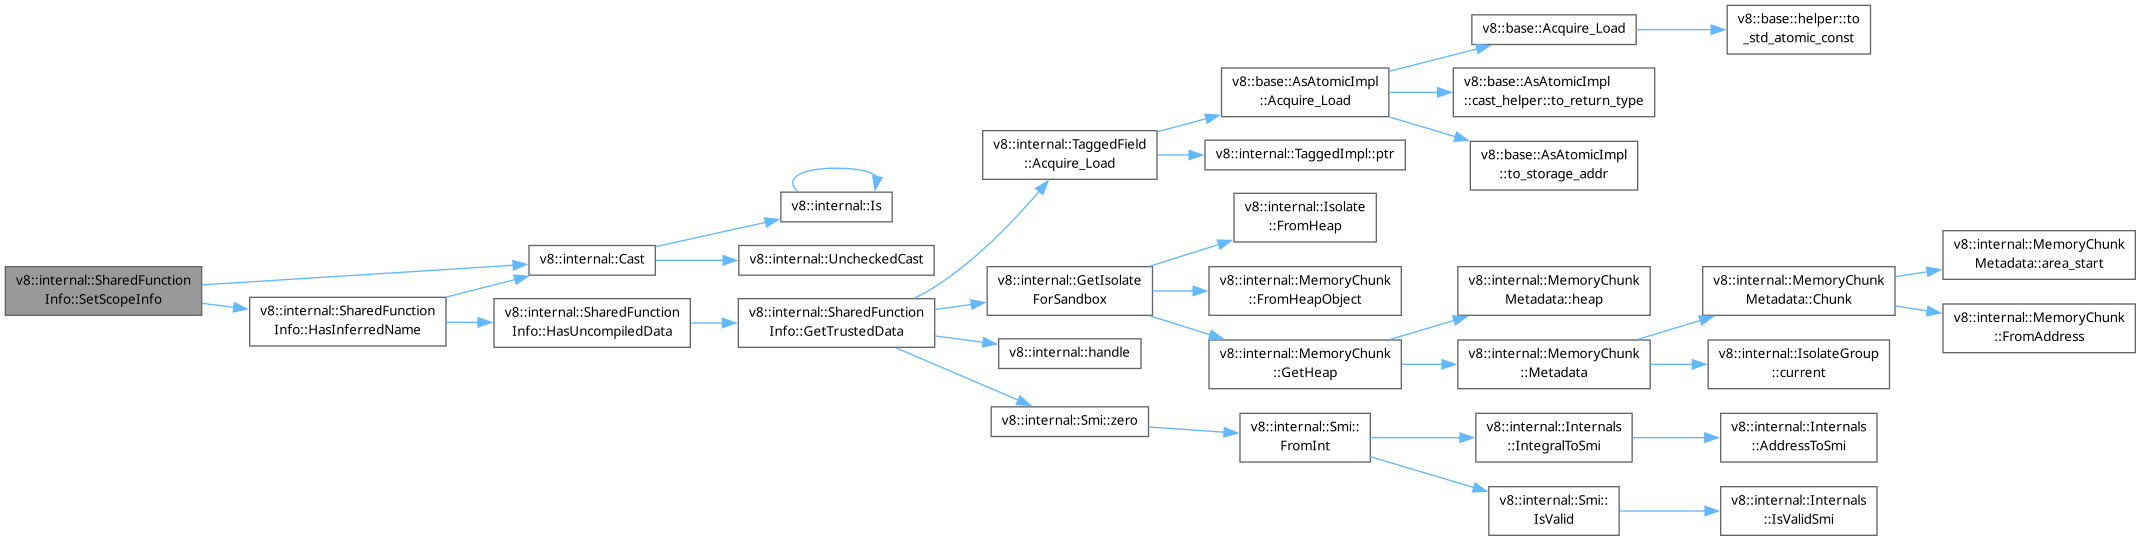 v8::internal::SharedFunction
Info::SetScopeInfo
v8::internal::SharedFunction
Info::HasInferredName
v8::internal::Cast
v8::internal::SharedFunction
Info::HasUncompiledData
v8::internal::Is
v8::internal::UncheckedCast
v8::internal::SharedFunction
Info::GetTrustedData
v8::internal::TaggedField
::Acquire_Load
v8::internal::GetIsolate
ForSandbox
v8::internal::handle
v8::internal::Smi::zero
v8::base::AsAtomicImpl
::Acquire_Load
v8::internal::TaggedImpl::ptr
v8::internal::Isolate
::FromHeap
v8::internal::MemoryChunk
::FromHeapObject
v8::internal::MemoryChunk
::GetHeap
v8::internal::Smi::
FromInt
v8::base::Acquire_Load
v8::base::AsAtomicImpl
::cast_helper::to_return_type
v8::base::AsAtomicImpl
::to_storage_addr
v8::internal::MemoryChunk
Metadata::heap
v8::internal::MemoryChunk
::Metadata
v8::internal::Internals
::IntegralToSmi
v8::internal::Smi::
IsValid
v8::base::helper::to
_std_atomic_const
v8::internal::MemoryChunk
Metadata::Chunk
v8::internal::IsolateGroup
::current
v8::internal::Internals
::AddressToSmi
v8::internal::Internals
::IsValidSmi
v8::internal::MemoryChunk
Metadata::area_start
v8::internal::MemoryChunk
::FromAddress